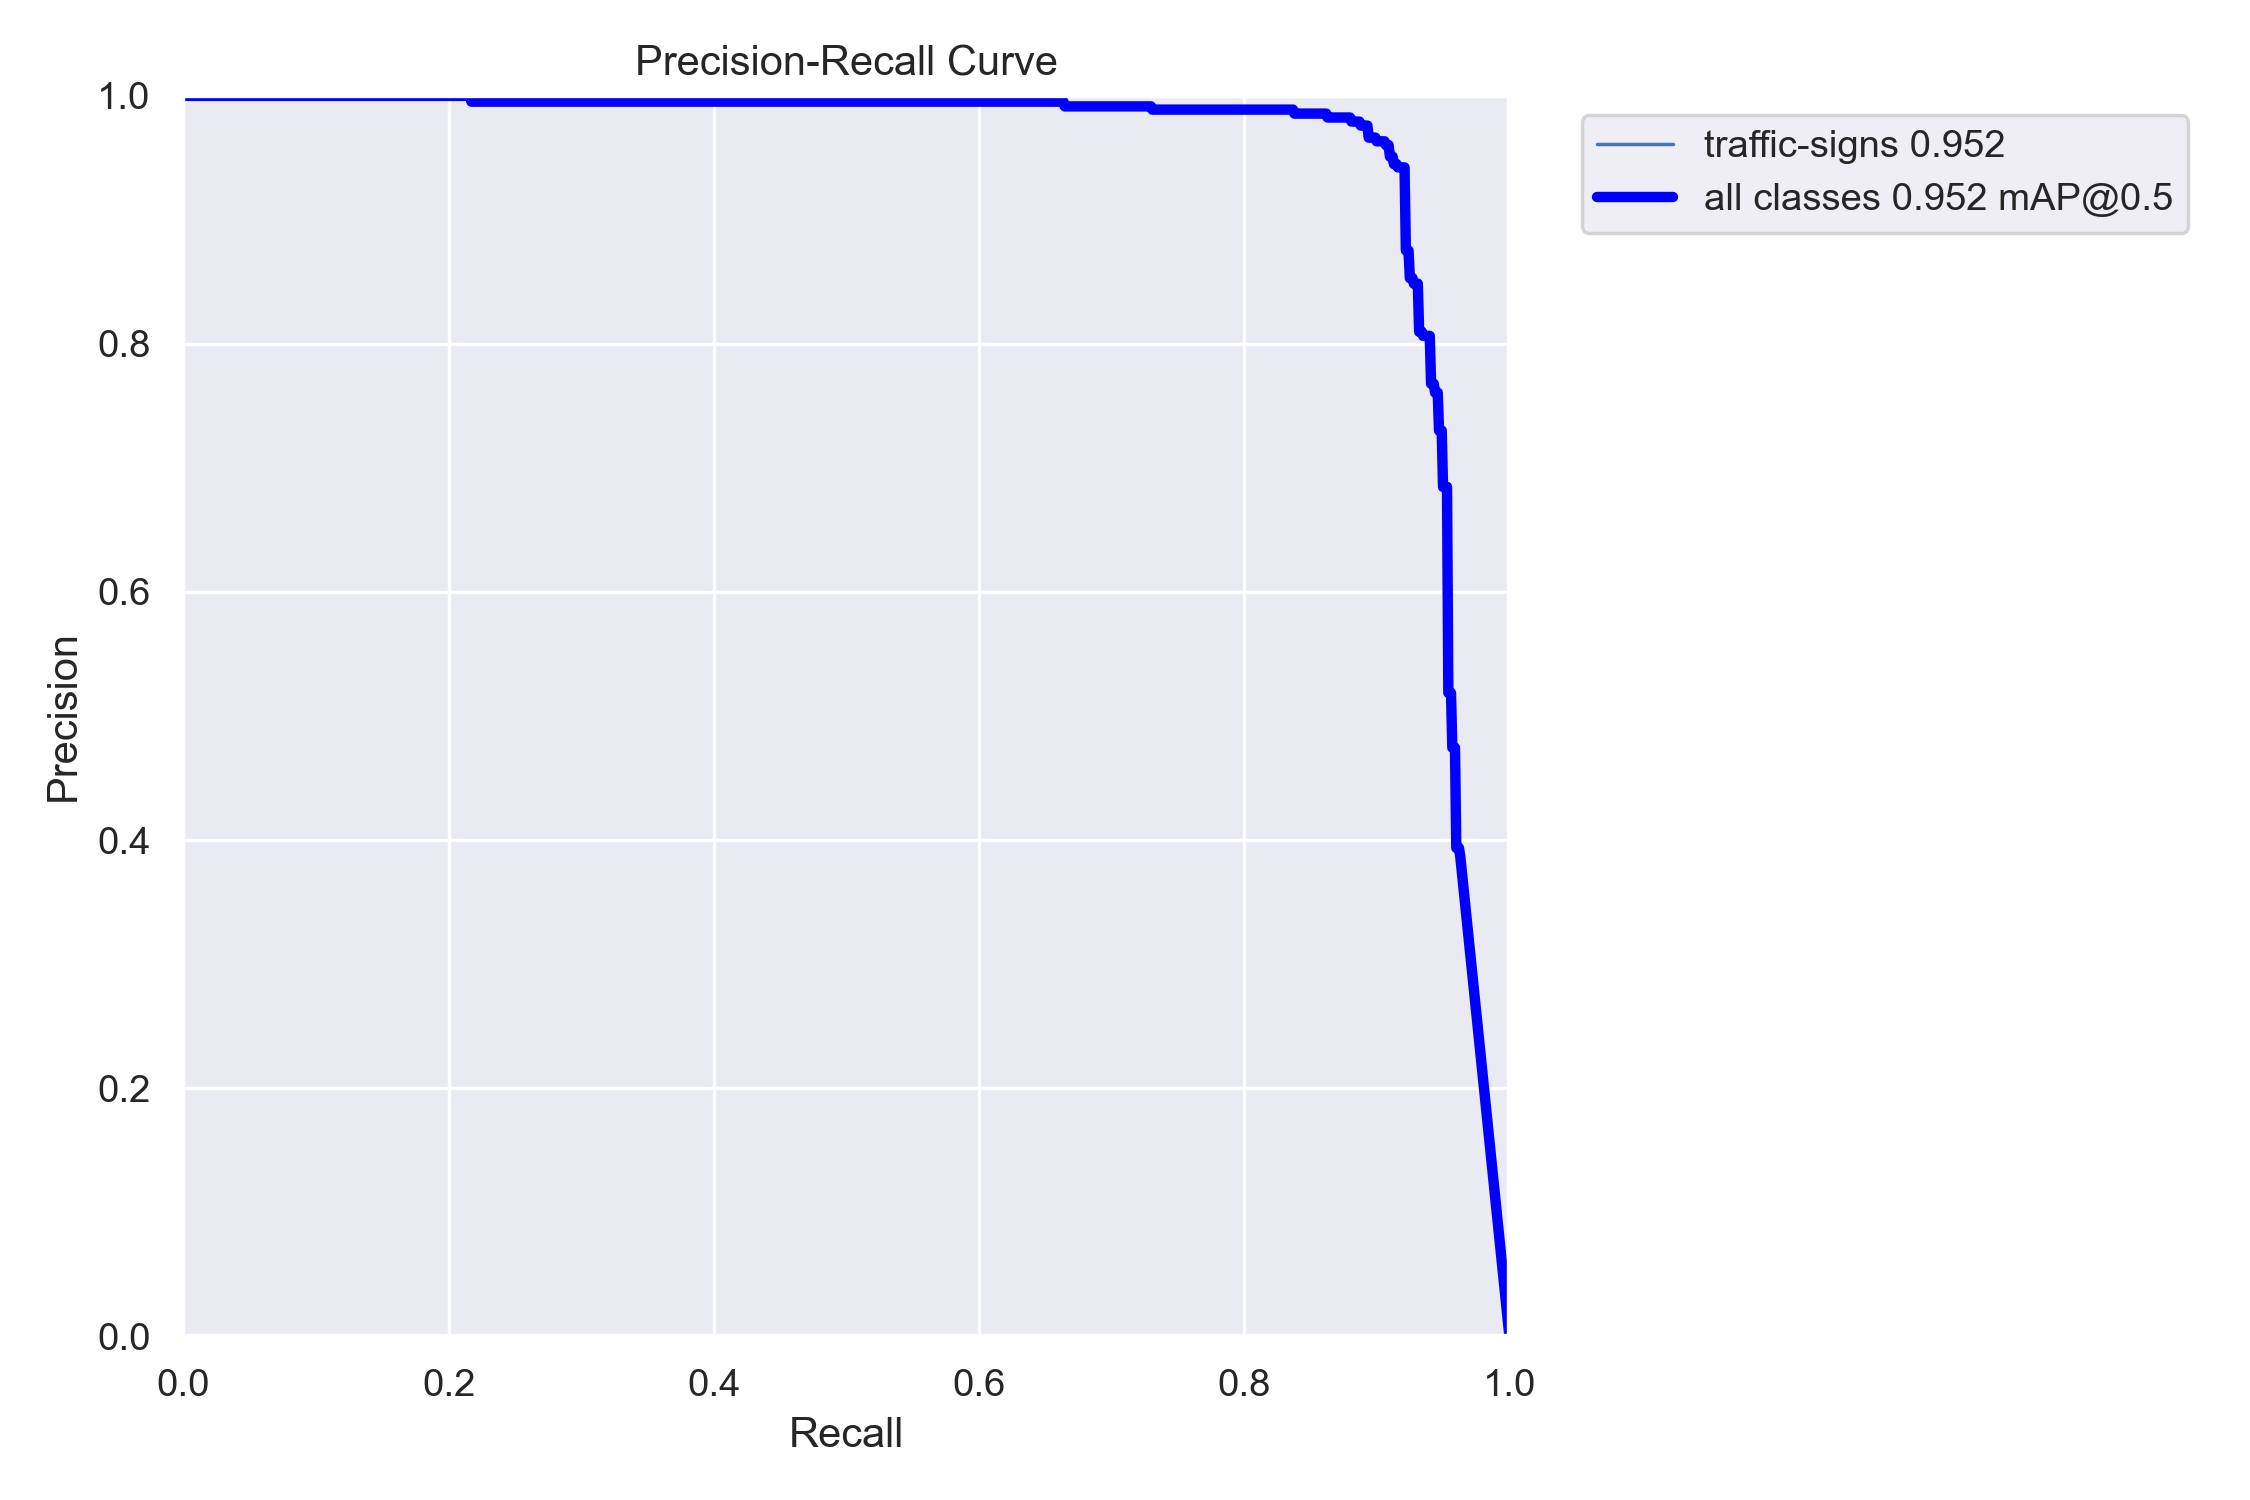 Precision-Recall Curve
1.0
0.8
0.6
0.4
0.2
0.0
Precision
0.0 0.2 0.4 0.6 0.8 1.0
Recall
traffic-signs 0.952
all classes 0.952 mAP@0.5